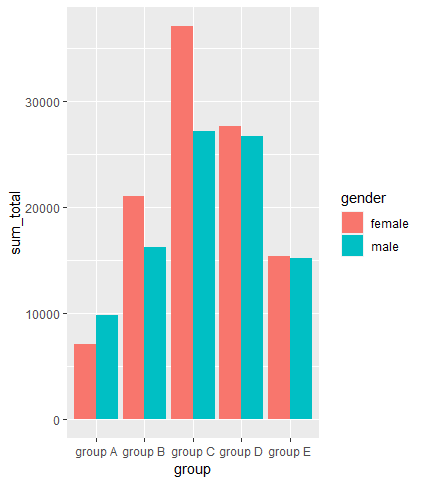 30000
20000
10000
0
sum_total
group A group B group C group D group E
group
gender
female
male